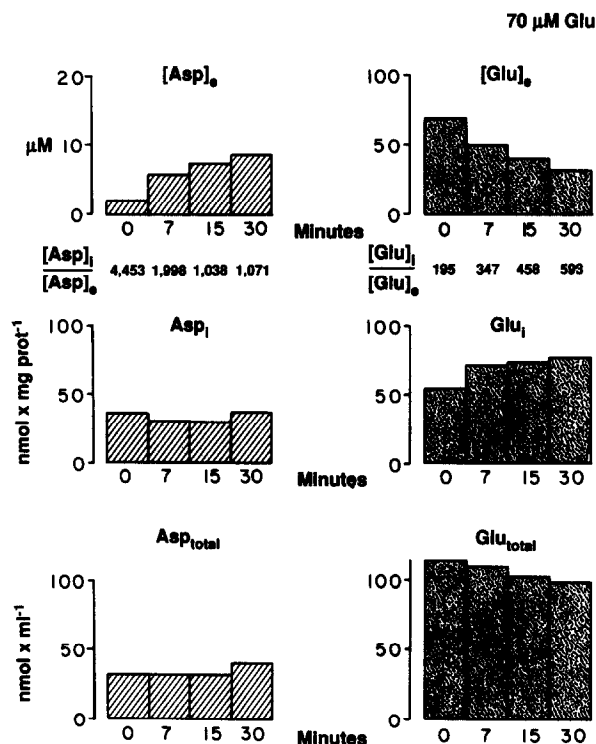 70 μM Glu
[Asp]e [Glu]e
20 100
μM 10 50
0 0
0 7 15 30 Minutes 0 7 15 30
[Asp]i [Glu]i
[Asp]e 4,453 1,998 1,038 1,071 [Glu]e 195 347 458 593
Aspi Glui
100 100
nmol x mg prot-1
50 50
0 0
0 7 15 30 Minutes 0 7 15 30
Asptotal Glutotal
100 100
nmol x ml-1
50 50
0 0
0 7 15 30 Minutes 0 7 15 30